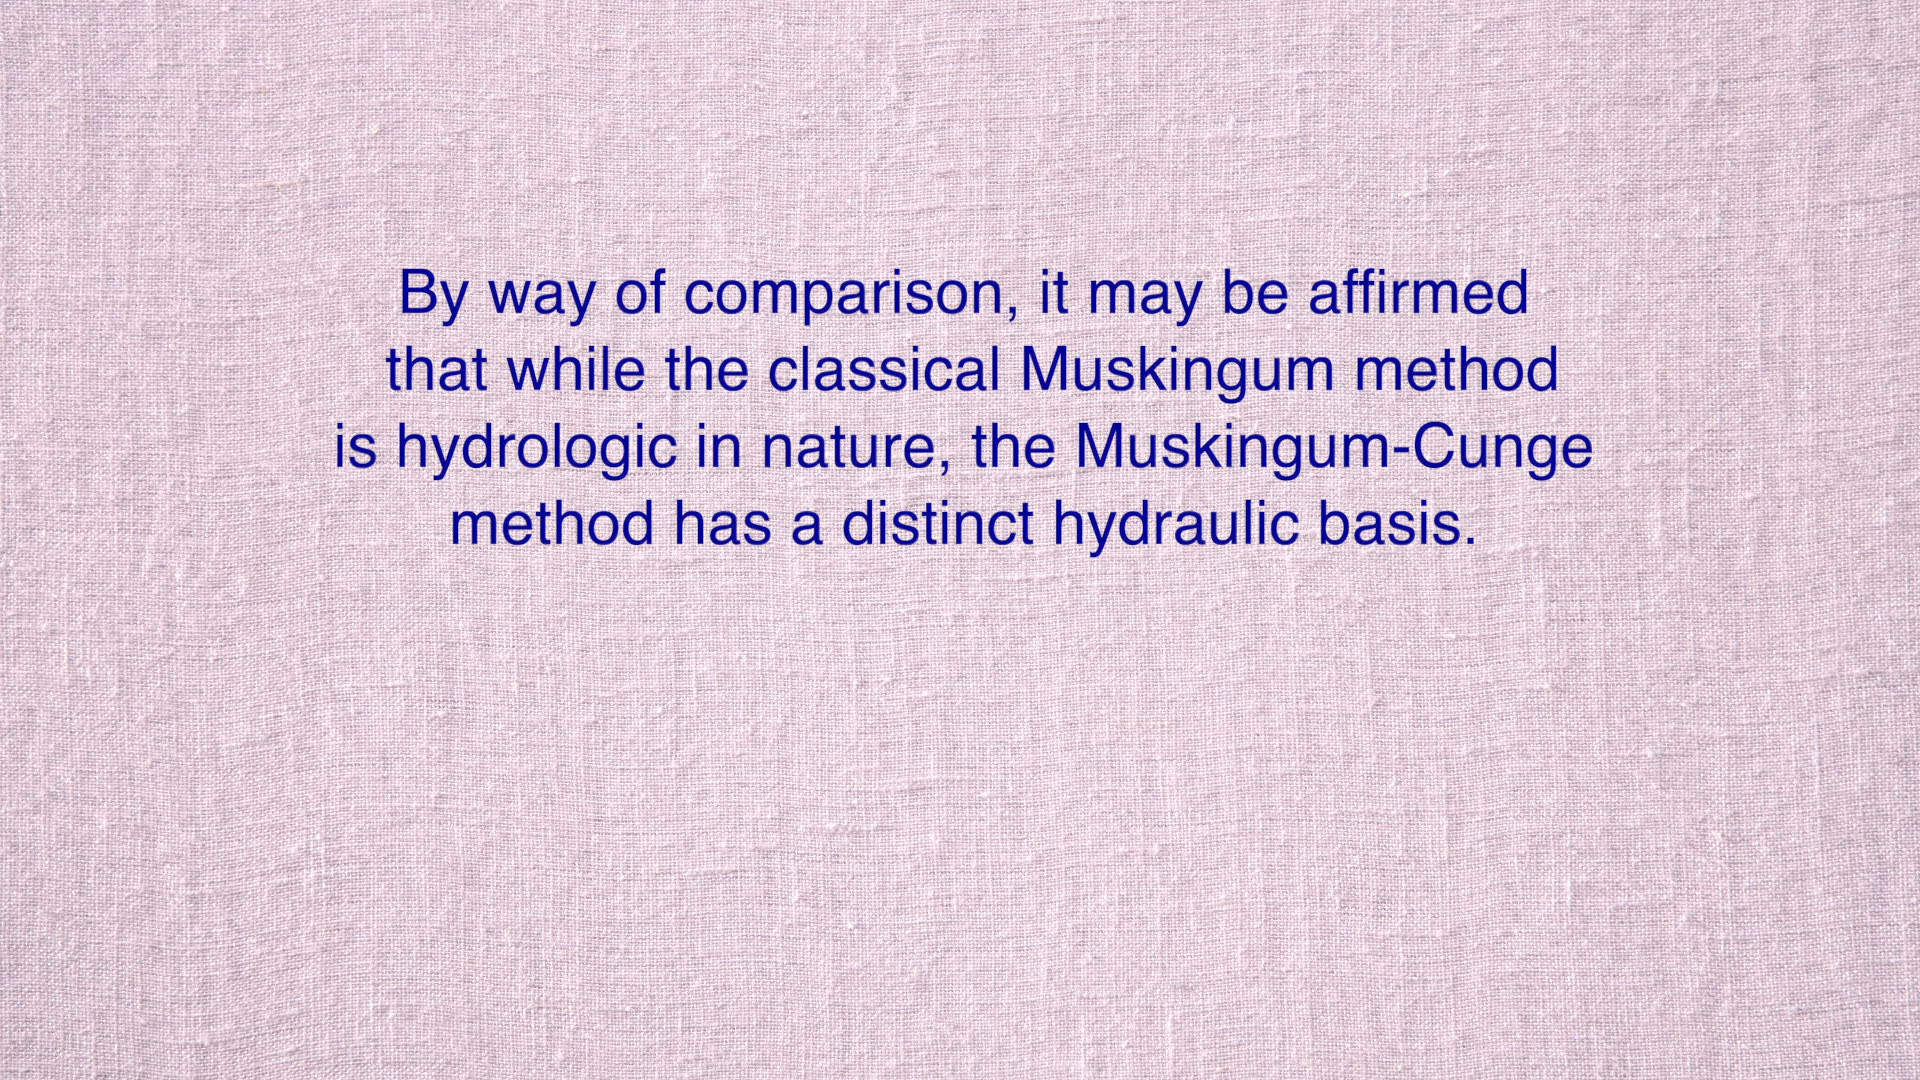 By way of comparison, it may be affirmed
that while the classical Muskingum method
is hydrologic in nature, the Muskingum-Cunge
method has a distinct hydraulic basis.